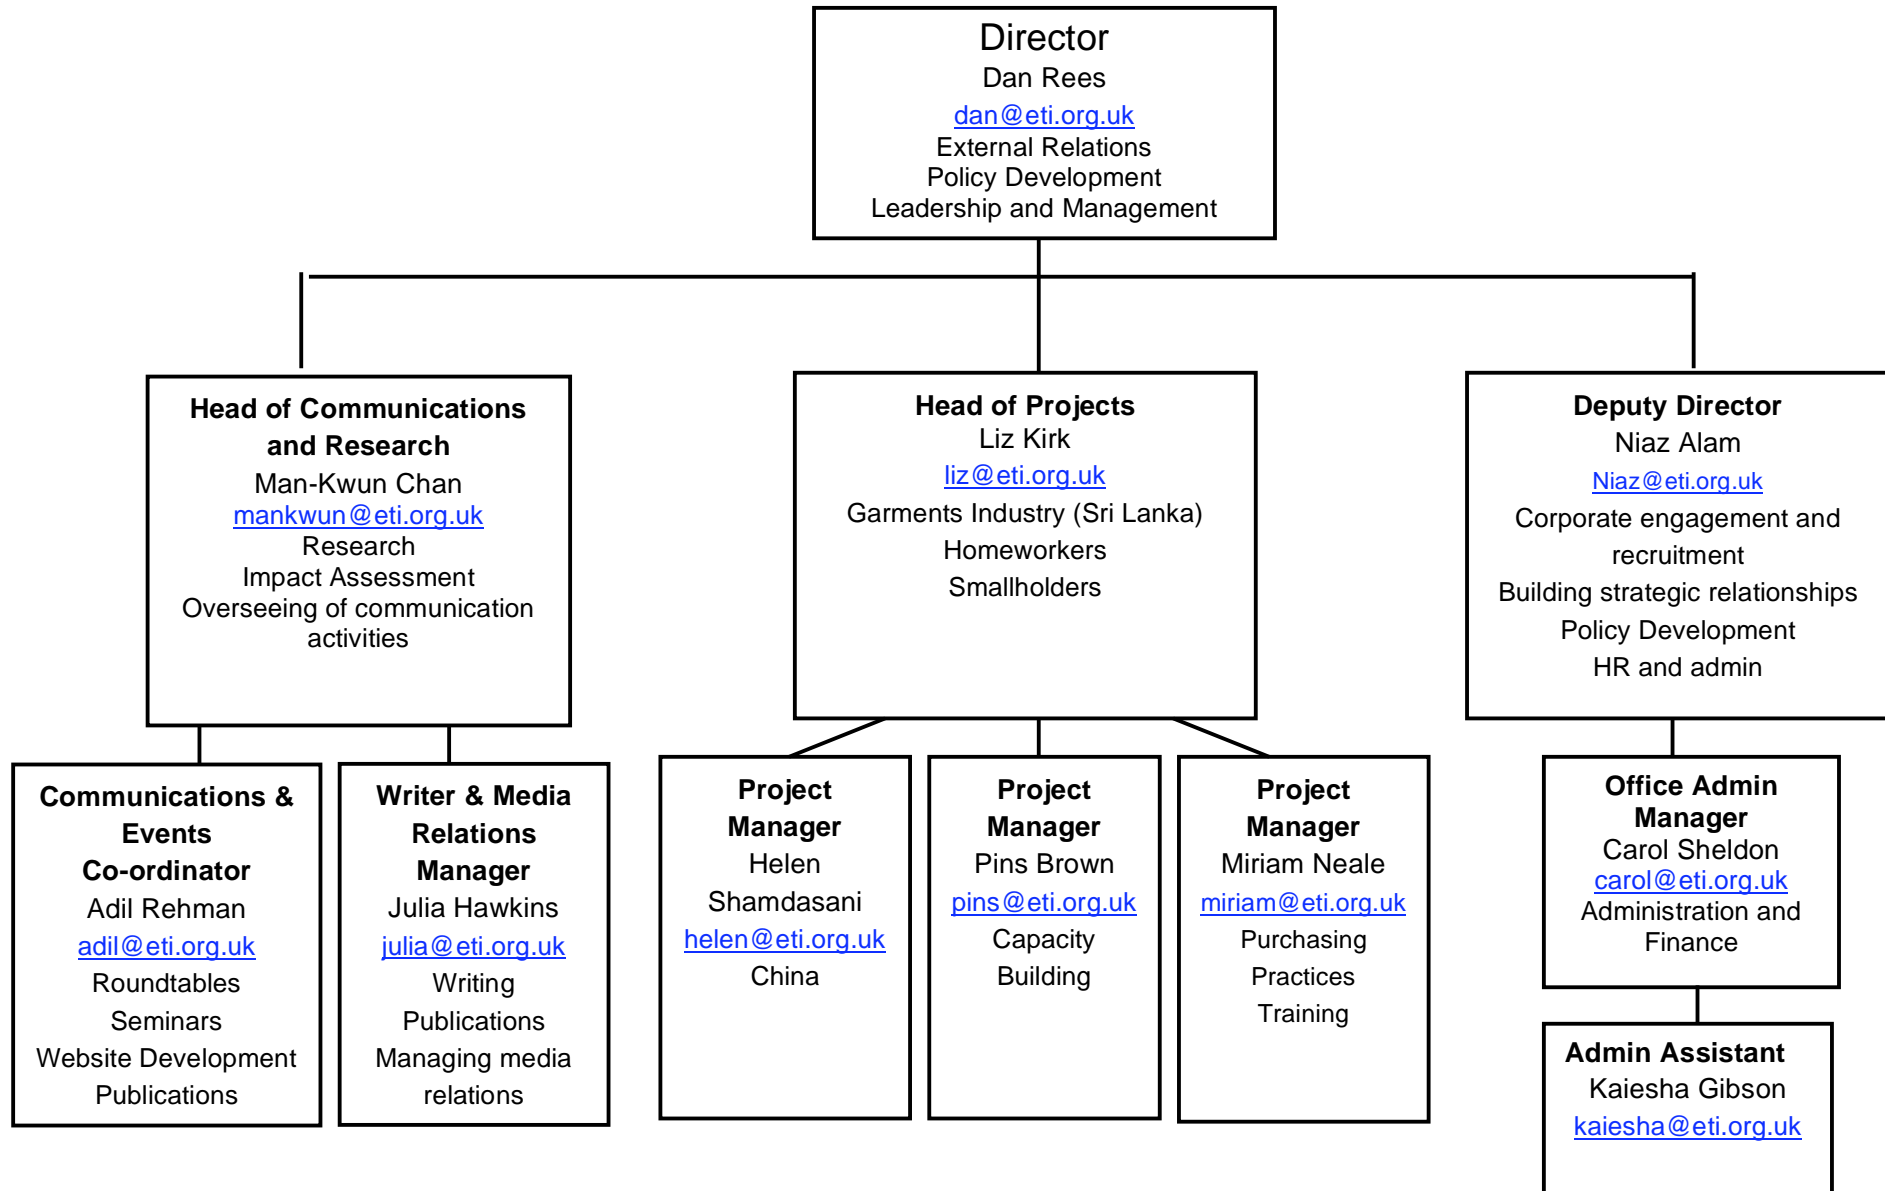 Director
Dan Rees
dan@eti.org.uk
External Relations
Policy Development
Leadership and Management
Head of Communications
and Research
Man-Kwun Chan
mankwun@eti.org.uk
Research
Impact Assessment
Overseeing of communication
activities
Head of Projects
Liz Kirk
liz@eti.org.uk
Garments Industry (Sri Lanka)
Homeworkers
Smallholders
Deputy Director
Niaz Alam
Niaz@eti.org.uk
Corporate engagement and
recruitment
Building strategic relationships
Policy Development
HR and admin
Communications &
Events
Co-ordinator
Adil Rehman
adil@eti.org.uk
Roundtables
Seminars
Website Development
Publications
Writer & Media
Relations
Manager
Julia Hawkins
julia@eti.org.uk
Writing
Publications
Managing media
relations
Project
Manager
Helen
Shamdasani
helen@eti.org.uk
China
Project
Manager
Pins Brown
pins@eti.org.uk
Capacity
Building
Project
Manager
Miriam Neale
miriam@eti.org.uk
Purchasing
Practices
Training
Office Admin
Manager
Carol Sheldon
carol@eti.org.uk
Administration and
Finance
Admin Assistant
Kaiesha Gibson
kaiesha@eti.org.uk